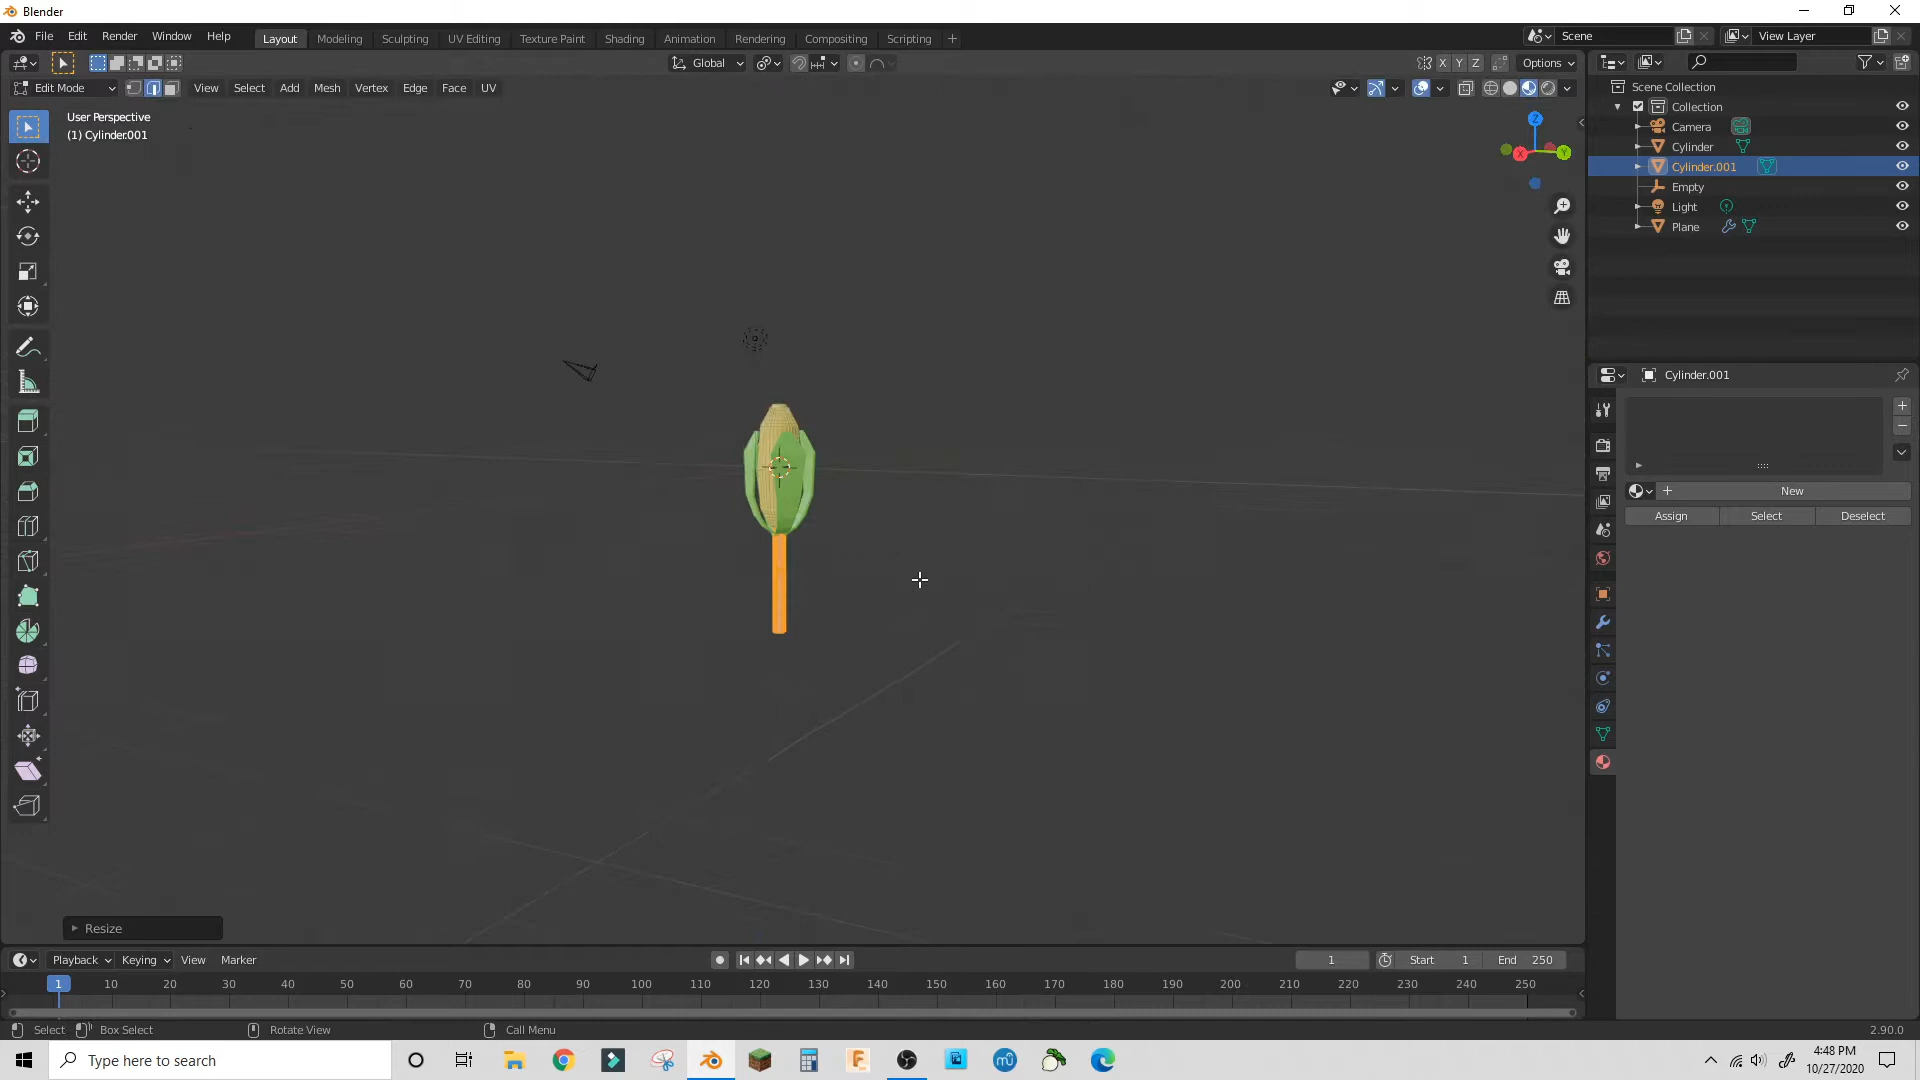 Blender
File Edit Render Window Help
Layout Modeling Sculpting UV Editing Texture Paint Shading Animation Rendering Compositing Scripting
Scene
View Layer
Global
X Y Z
Options
Edit Mode
View Select Add Mesh Vertex Edge Face UV
User Perspective
(1) Cylinder.001
Z
X
Y
Scene Collection
Collection
Camera
Cylinder
Cylinder.001
Empty
Light
Plane
Cylinder.001
New
Assign Select Deselect
Resize
Playback Keying View Marker
1
Start 1
End 250
1 10 20 30 40 50 60 70 80 90 100 110 120 130 140 150 160 170 180 190 200 210 220 230 240 250
Select Box Select Rotate View Call Menu
2.90.0
Type here to search
4:48 PM
10/27/2020